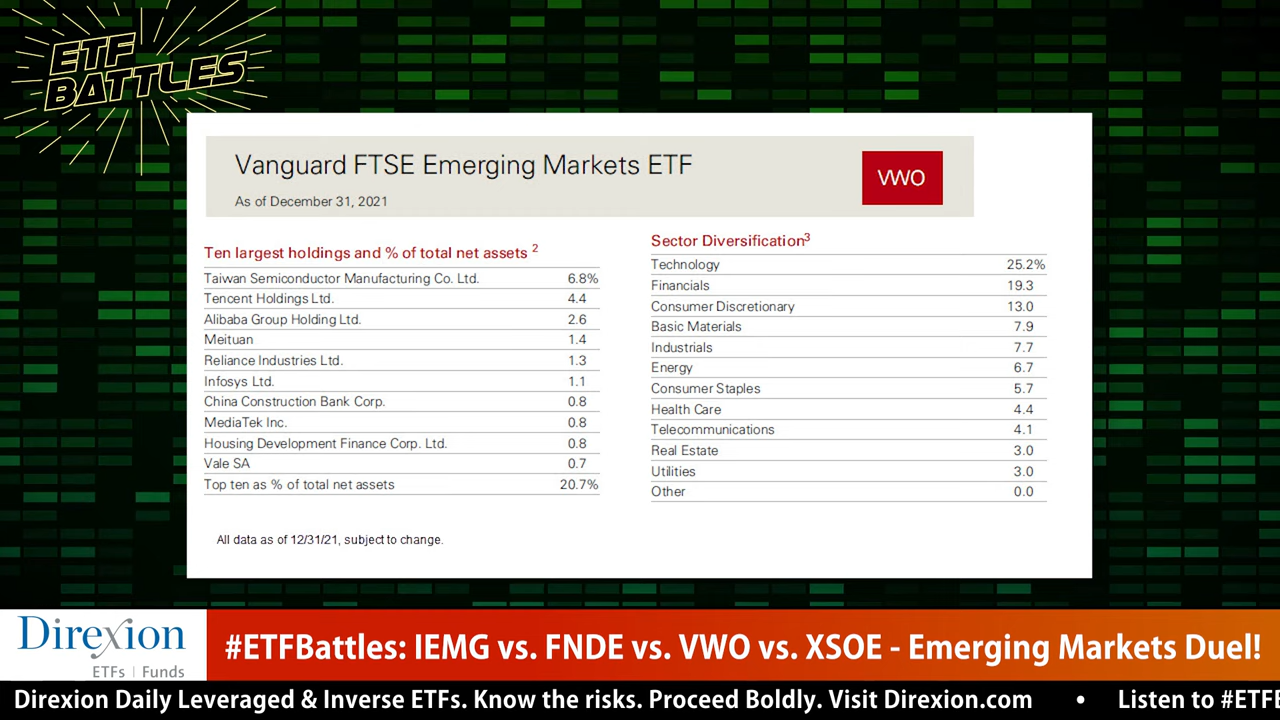 ETF
BATTLES
Vanguard FTSE Emerging Markets ETF
As of December 31, 2021
VWO
Ten largest holdings and % of total net assets 2
Taiwan Semiconductor Manufacturing Co. Ltd. 6.8%
Tencent Holdings Ltd. 4.4
Alibaba Group Holding Ltd. 2.6
Meituan 1.4
Reliance Industries Ltd. 1.3
Infosys Ltd. 1.1
China Construction Bank Corp. 0.8
MediaTek Inc. 0.8
Housing Development Finance Corp. Ltd. 0.8
Vale SA 0.7
Top ten as % of total net assets 20.7%
Sector Diversification3
Technology 25.2%
Financials 19.3
Consumer Discretionary 13.0
Basic Materials 7.9
Industrials 7.7
Energy 6.7
Consumer Staples 5.7
Health Care 4.4
Telecommunications 4.1
Real Estate 3.0
Utilities 3.0
Other 0.0
All data as of 12/31/21, subject to change.
Direxion
ETFs | Funds
#ETFBattles: IEMG vs. FNDE vs. VWO vs. XSOE - Emerging Markets Duel!
Direxion Daily Leveraged & Inverse ETFs. Know the risks. Proceed Boldly. Visit Direxion.com • Listen to #ETFB